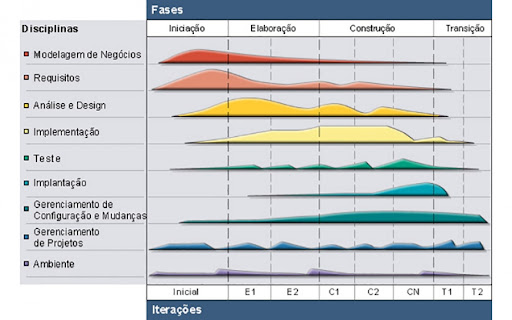 Fases
Disciplinas
Iniciação Elaboração Construção Transição
Modelagem de Negócios
Requisitos
Análise e Design
Implementação
Teste
Implantação
Gerenciamento de
Configuração e Mudanças
Gerenciamento
de Projetos
Ambiente
Inicial E1 E2 C1 C2 CN T1 T2
Iterações